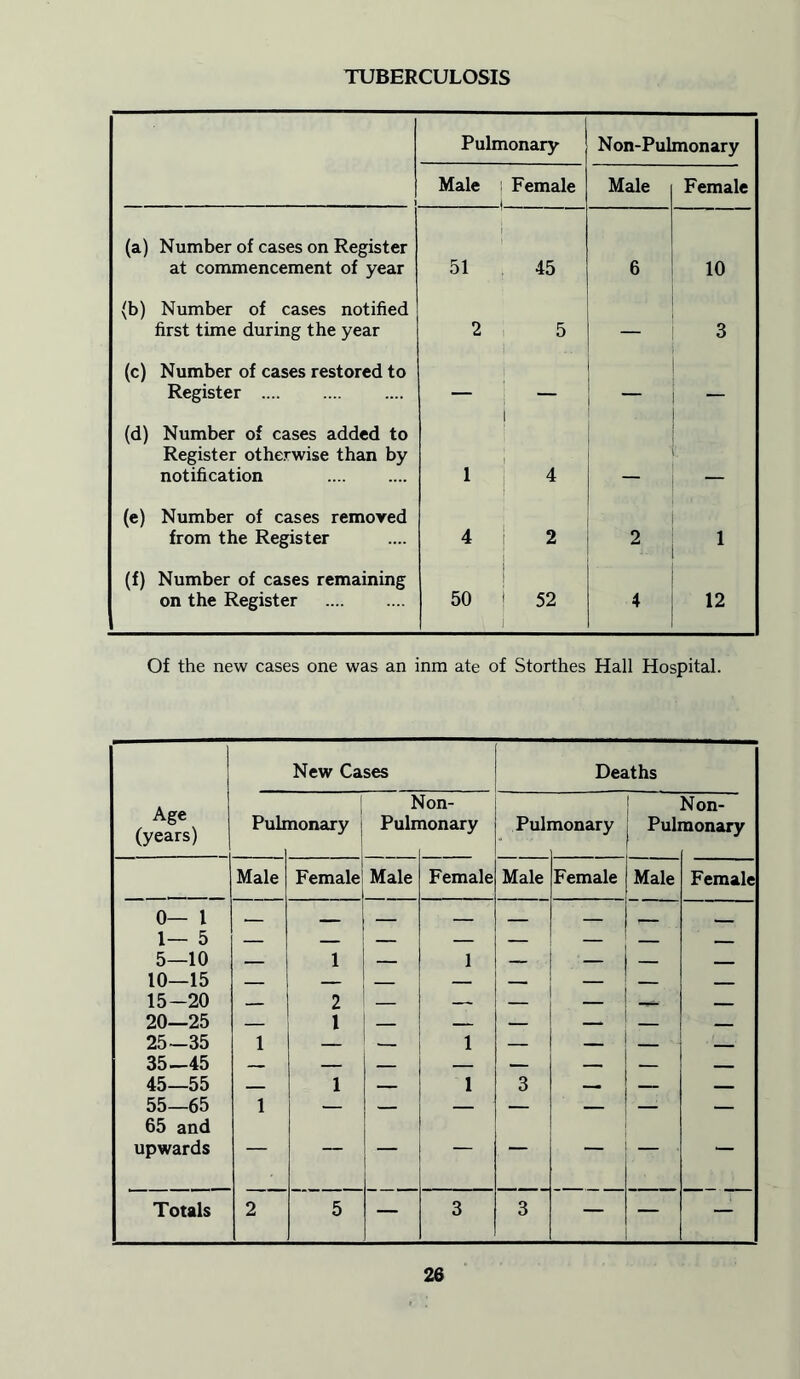 TUBERCULOSIS
Pulmonary Non-Pulmonary
Male Female Male Female
(a) Number of cases on Register
at commencement of year 51 45 6 10
(b) Number of cases notified
first time during the year 2 5 — 3
(c) Number of cases restored to
Register .... .... .... — — — —
(d) Number of cases added to
Register otherwise than by
notification .... .... 1 4 — —
(e) Number of cases removed
from the Register .... 4 2 2 1
(f) Number of cases remaining
on the Register .... .... 50 52 4 12
Of the new cases one was an inm ate of Storthes Hall Hospital.
New Cases Deaths
Age
(years)
Pulmonary Non-
Pulmonary Pulmonary Non-
Pulmonary
Male Female Male Female Male Female Male Female
0— 1 — — — — — — — —
1— 5 — — — — — — — —
5—10 — 1 — 1 — — — —
10—15 — — — — — — — —
15—20 — 2 — — — — — —
20—25 — 1 — — — — — —
25—35 1 — — 1 — — — —
35—45 — — — — — — — —
45—55 — 1 — 1 3 — — —
55—65 1 — — — — — — —
65 and
upwards — — — — — — — —
Totals 2 5 — 3 3 — — —
26